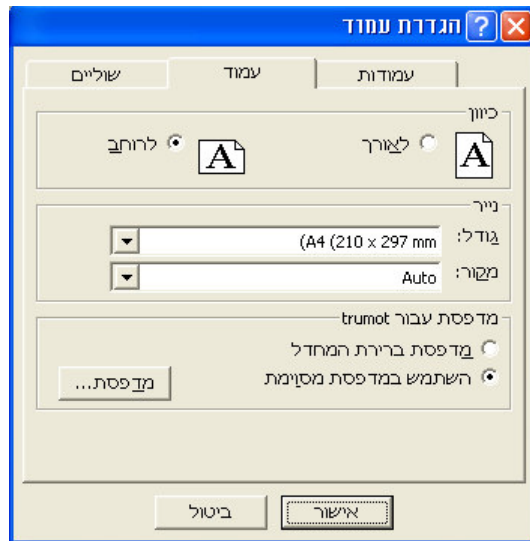 הגדרת עמוד
עמודות
עמוד
שוליים
כיוון
A
לאורך
A
לרוחב
נייר
גודל:
(A4 (210 x 297 mm
מקור:
Auto
מדפסת עבור trumot
מדפסת ברירת המחדל
השתמש במדפסת מסוימת
מדפסת...
אישור
ביטול